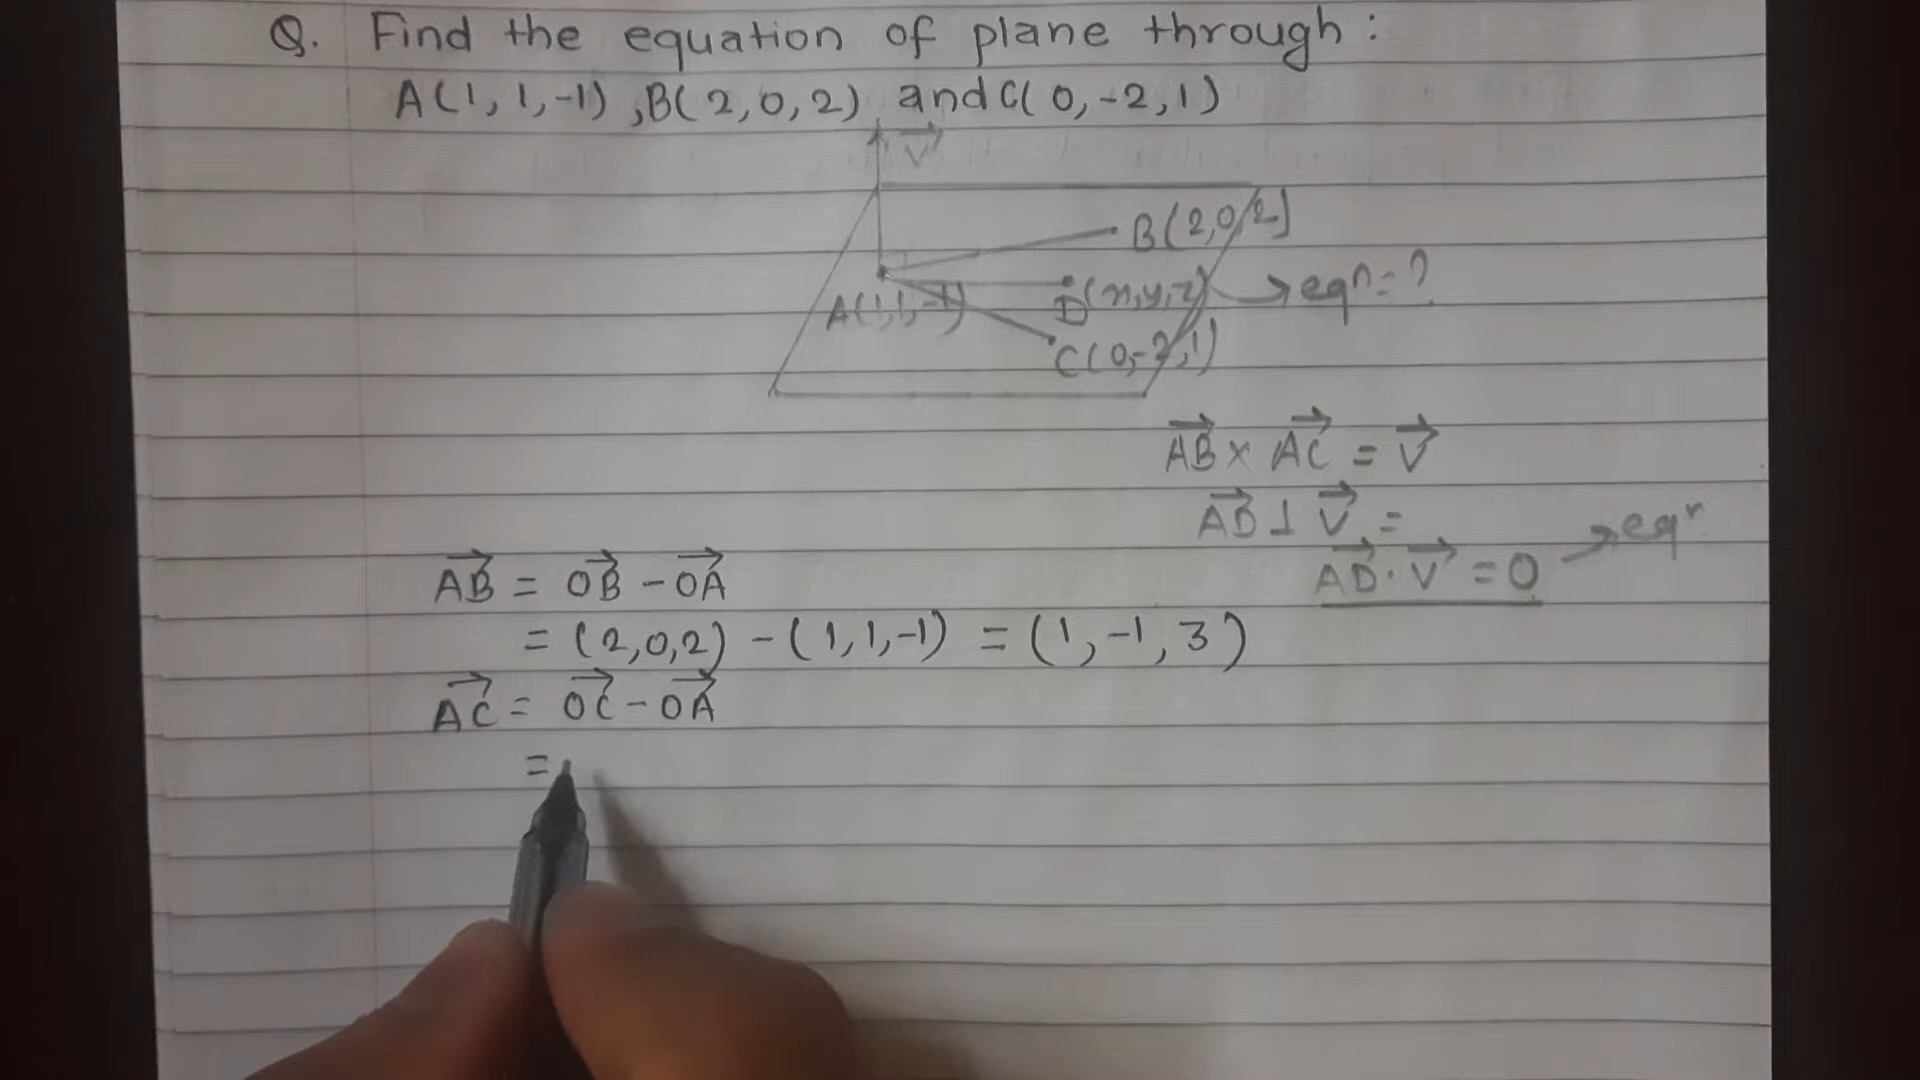 Q. Find the equation of plane through:
A(1, 1, -1), B(2, 0, 2) and C(0, -2, 1)
V⃗
B(2,0,2)
D(x,y,z) → eqⁿ = ?
A(1,1,-1)
C(0,-2,1)
AB⃗ × AC⃗ = V⃗
AD⃗ ⊥ V⃗ =
AD⃗ · V⃗ = 0 → eqⁿ
AB⃗ = OB⃗ - OA⃗
= (2,0,2) - (1,1,-1) = (1,-1,3)
AC⃗ = OC⃗ - OA⃗
=